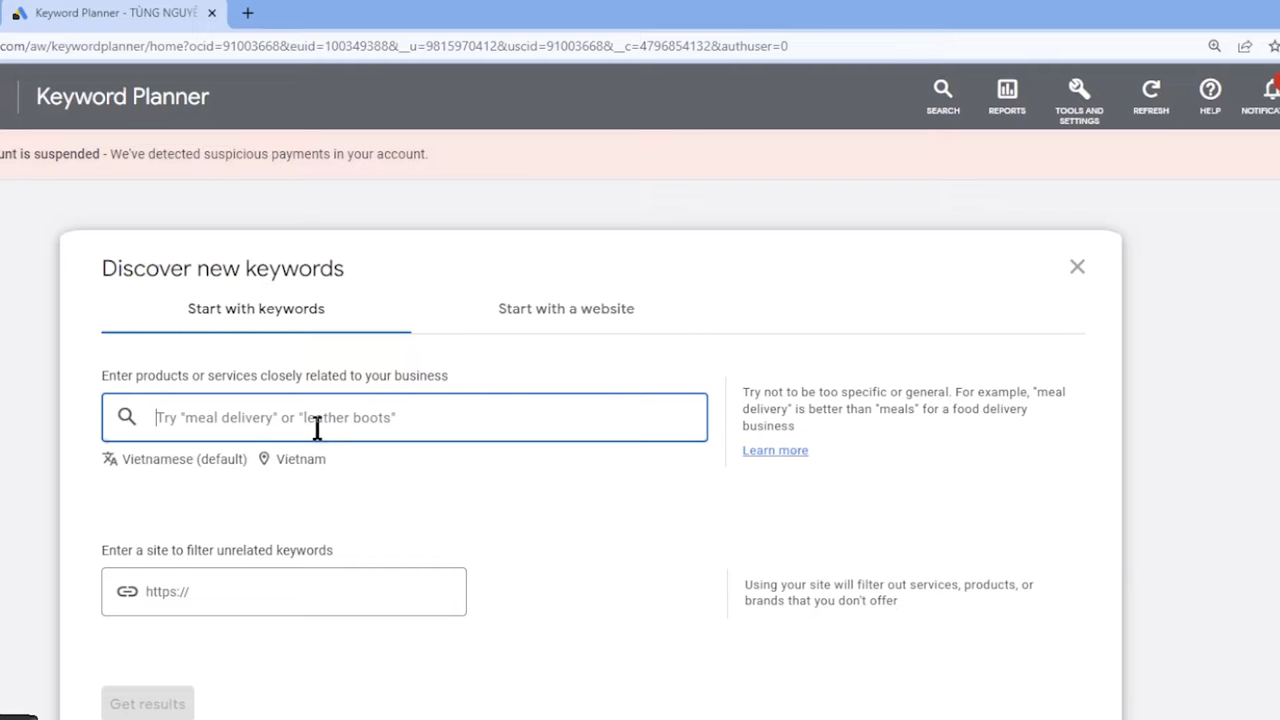 Keyword Planner - TÙNG NGUYỄ
com/aw/keywordplanner/home?ocid=91003668&euid=100349388&__u=9815970412&uscid=91003668&__c=4796854132&authuser=0
Keyword Planner
SEARCH
REPORTS
TOOLS AND
SETTINGS
REFRESH
HELP
NOTIFICAT
unt is suspended - We've detected suspicious payments in your account.
Discover new keywords
Start with keywords
Start with a website
Enter products or services closely related to your business
Try "meal delivery" or "leather boots"
Vietnamese (default)
Vietnam
Try not to be too specific or general. For example, "meal
delivery" is better than "meals" for a food delivery
business
Learn more
Enter a site to filter unrelated keywords
https://
Using your site will filter out services, products, or
brands that you don't offer
Get results